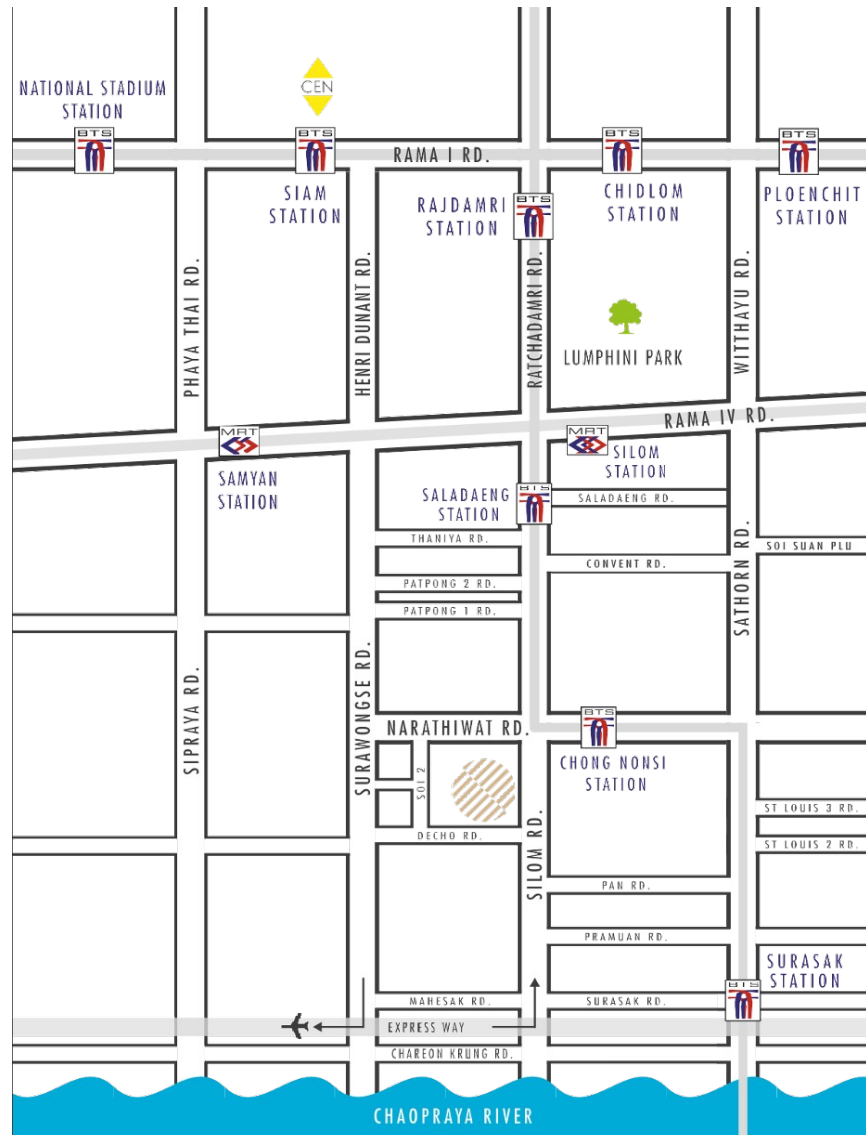 NATIONAL STADIUM
STATION
BTS
CEN
BTS
SIAM
STATION
RAMA I RD.
BTS
CHIDLOM
STATION
BTS
PLOENCHIT
STATION
RAJDAMRI
STATION
BTS
PHAYA THAI RD.
HENRI DUNANT RD.
RATCHADAMRI RD.
WITTHAYU RD.
LUMPHINI PARK
RAMA IV RD.
MRT
SAMYAN
STATION
MRT
SILOM
STATION
SALADAENG
STATION
BTS
SALADAENG RD.
THANIYA RD.
CONVENT RD.
SOI SUAN PLU
PATPONG 2 RD.
PATPONG 1 RD.
SATHORN RD.
SIPRAYA RD.
SURAWONGSE RD.
NARATHIWAT RD.
BTS
CHONG NONSI
STATION
SOI 2
DECHO RD.
SILOM RD.
ST LOUIS 3 RD.
ST LOUIS 2 RD.
PAN RD.
PRAMUAN RD.
SURASAK
STATION
BTS
MAHESAK RD.
SURASAK RD.
EXPRESS WAY
CHAREON KRUNG RD.
CHAOPRAYA RIVER